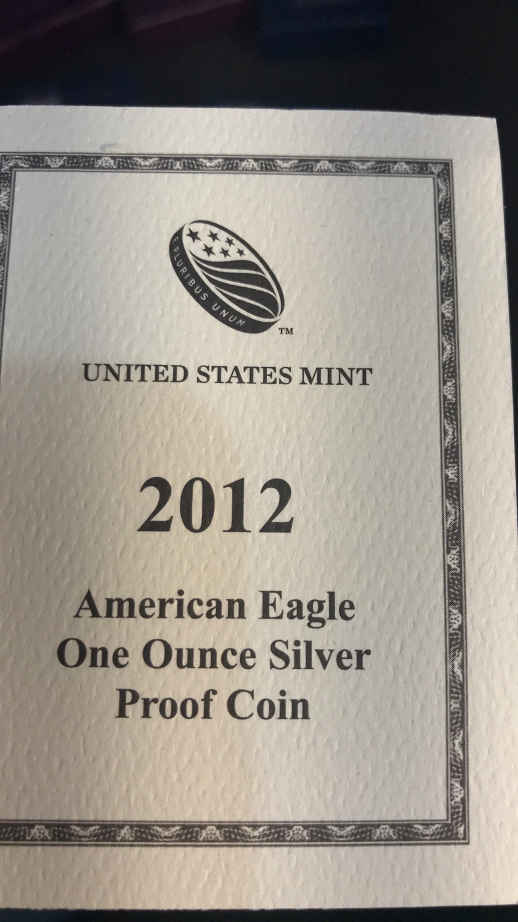 E PLURIBUS UNUM
TM
UNITED STATES MINT
2012
American Eagle
One Ounce Silver
Proof Coin